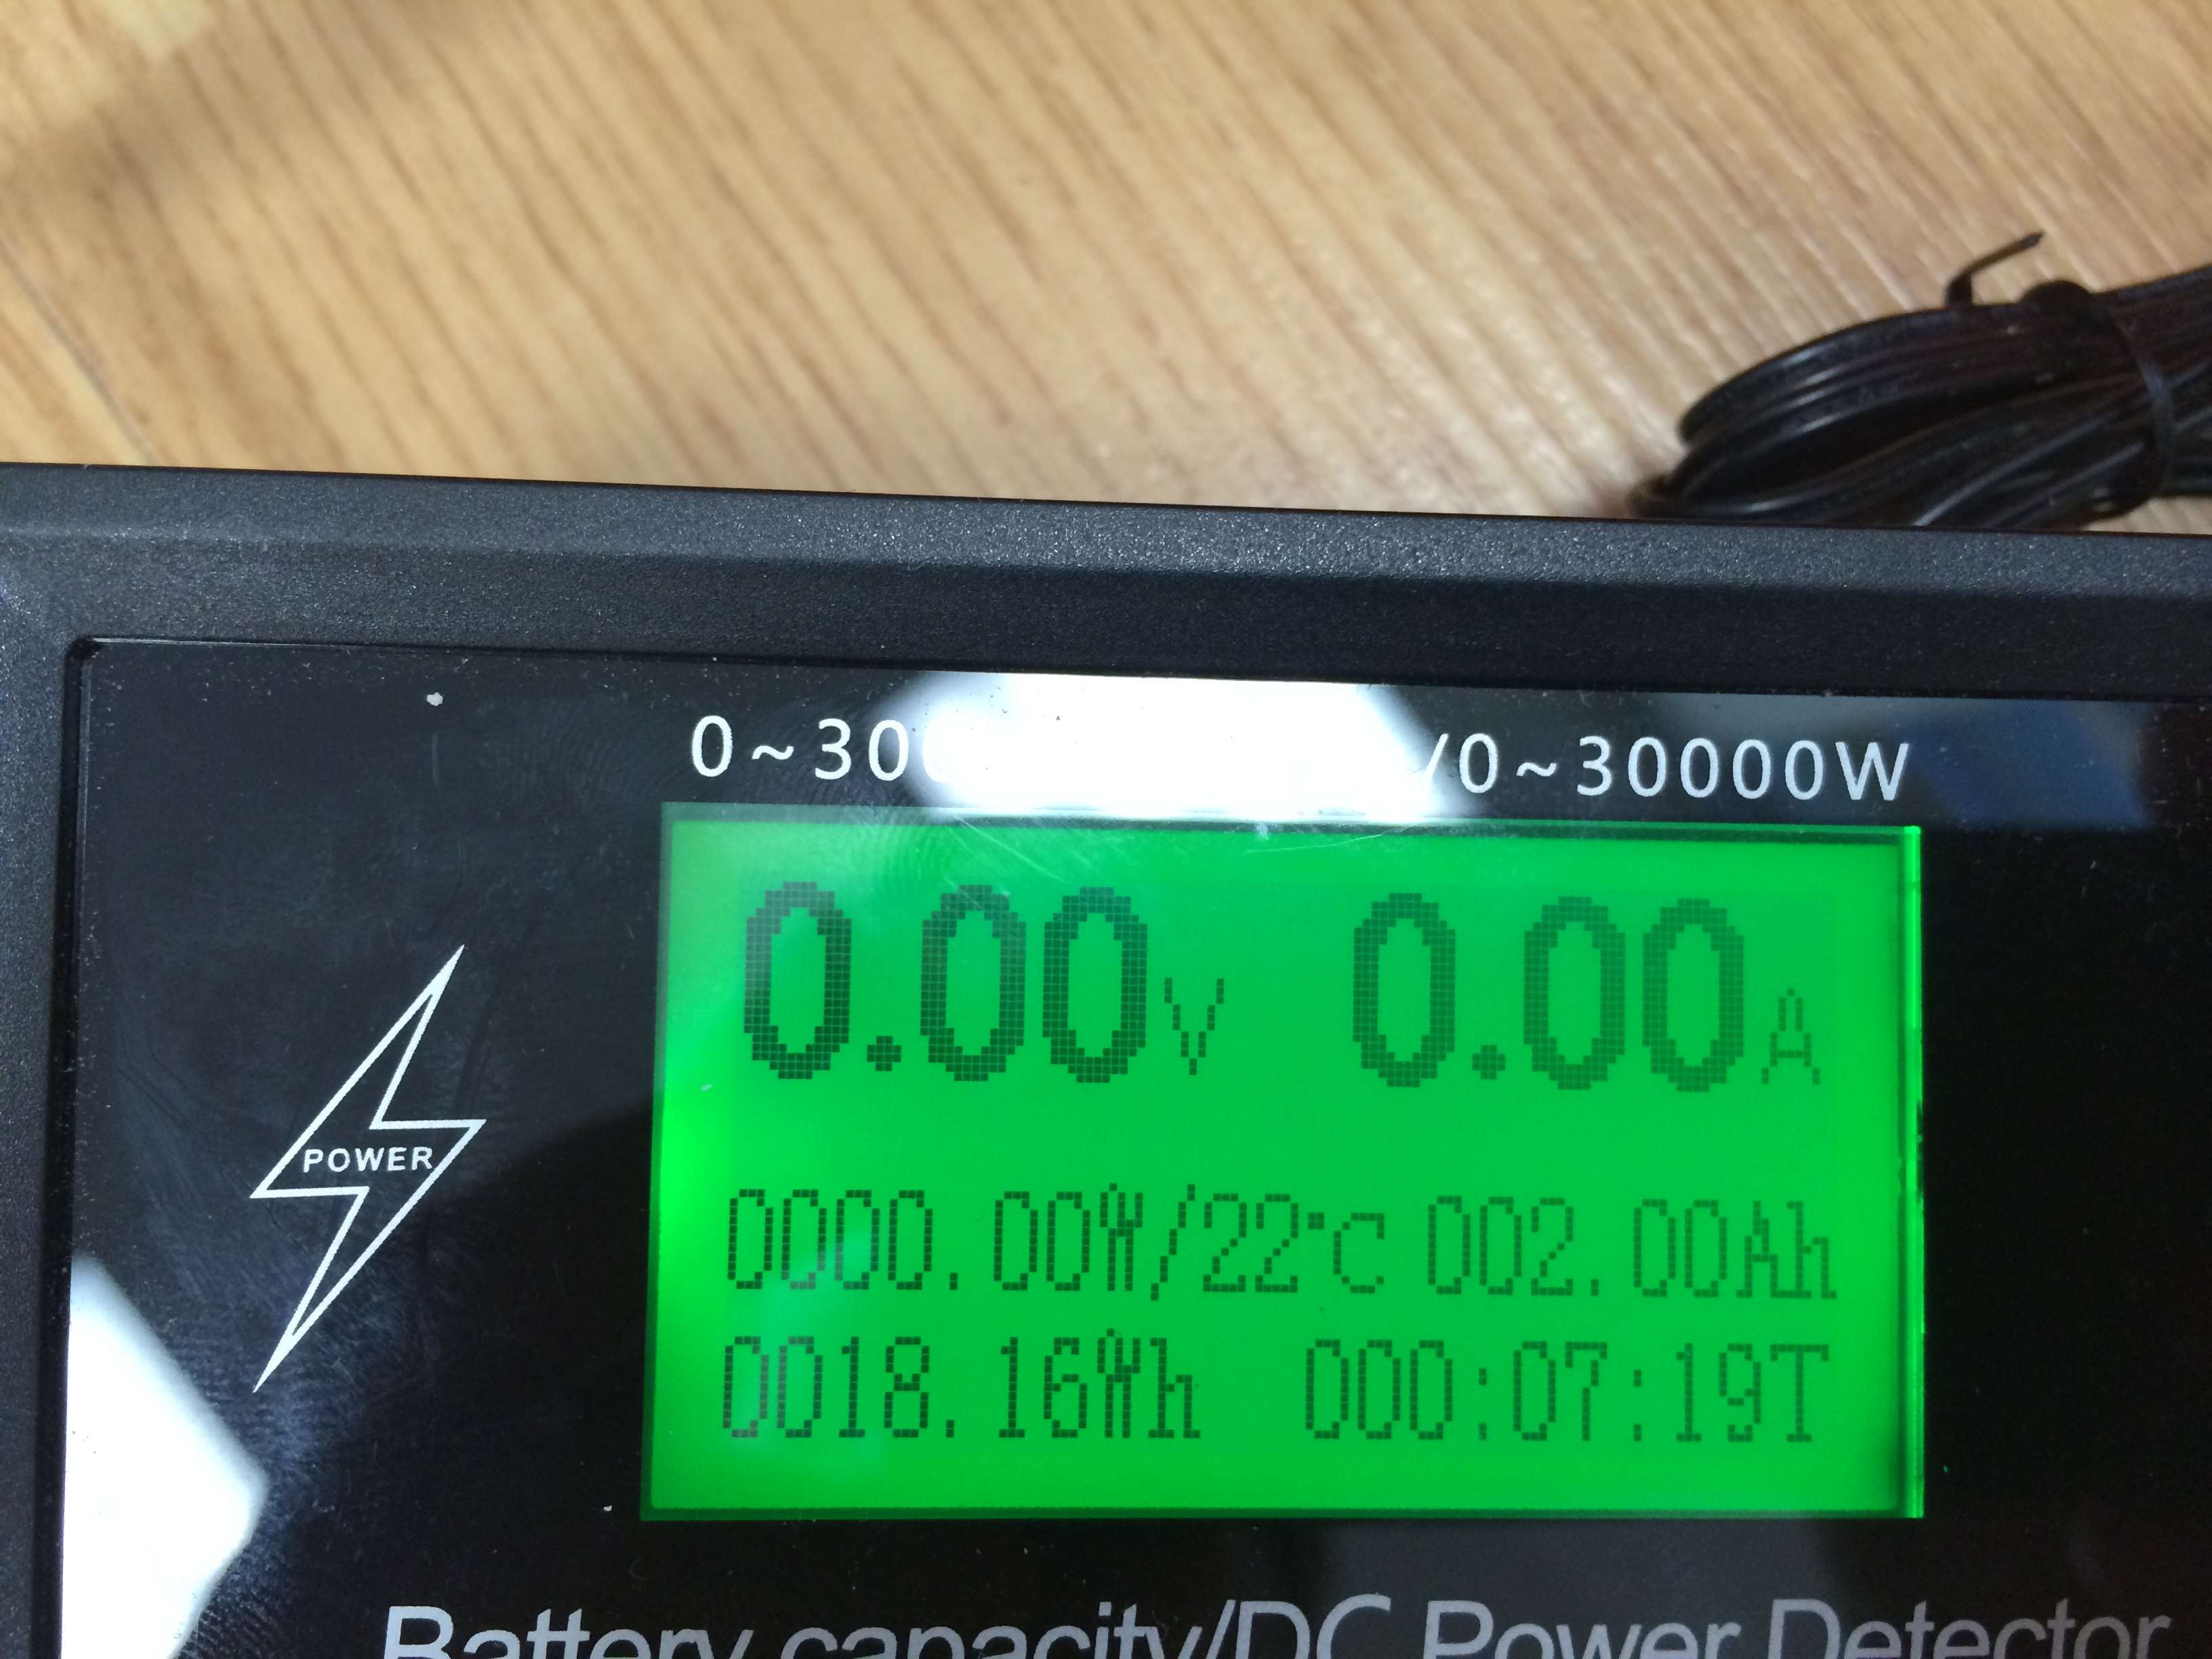 0~300
/0~30000W
0.00V 0.00A
POWER
0000.00W/22°C 002.00Ah
0018.16Wh 000:07:19T
Battery capacity/DC Power Detector